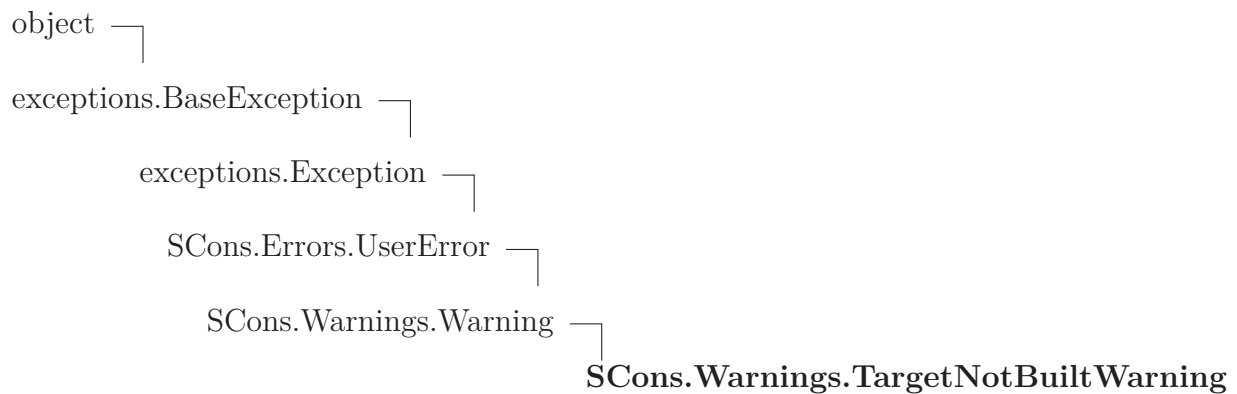 object
exceptions.BaseException
exceptions.Exception
SCons.Errors.UserError
SCons.Warnings.Warning
SCons.Warnings.TargetNotBuiltWarning